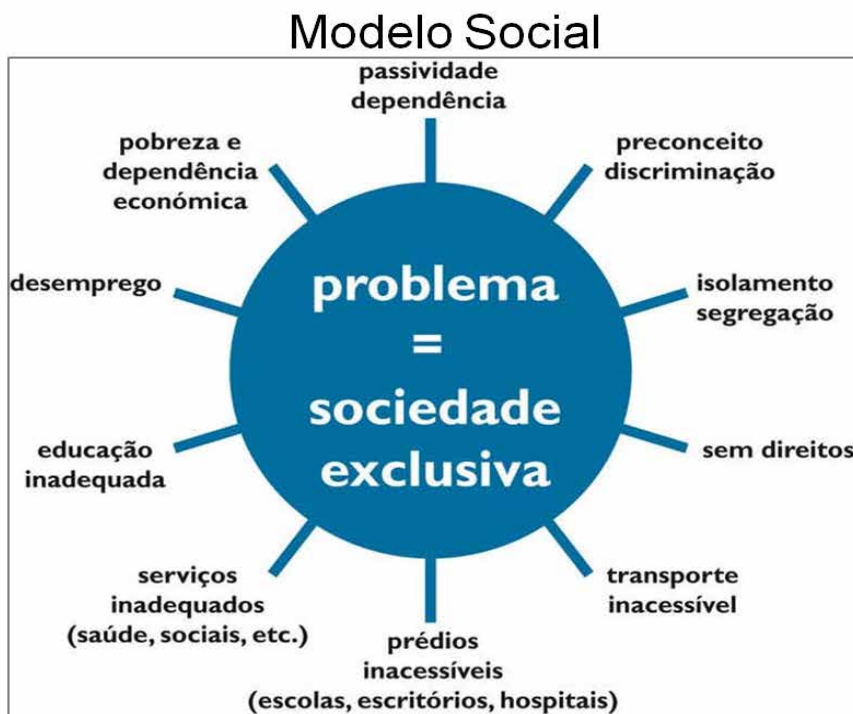 Modelo Social
passividade
dependência
preconceito
discriminação
isolamento
segregação
sem direitos
transporte
inacessível
prédios
inacessíveis
(escolas, escritórios, hospitais)
serviços
inadequados
(saúde, sociais, etc.)
educação
inadequada
desemprego
pobreza e
dependência
económica
problema
=
sociedade
exclusiva